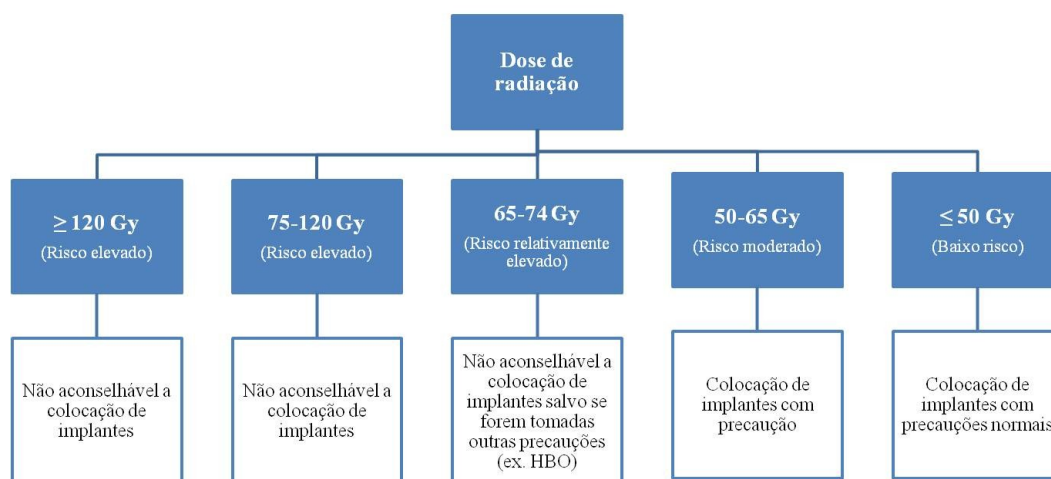 Dose de
radiação
≥ 120 Gy
(Risco elevado)
75-120 Gy
(Risco elevado)
65-74 Gy
(Risco relativamente
elevado)
50-65 Gy
(Risco moderado)
≤ 50 Gy
(Baixo risco)
Não aconselhável a
colocação de
implantes
Não aconselhável a
colocação de
implantes
Não aconselhável a
colocação de
implantes salvo se
forem tomadas
outras precauções
(ex. HBO)
Colocação de
implantes com
precaução
Colocação de
implantes com
precauções normais